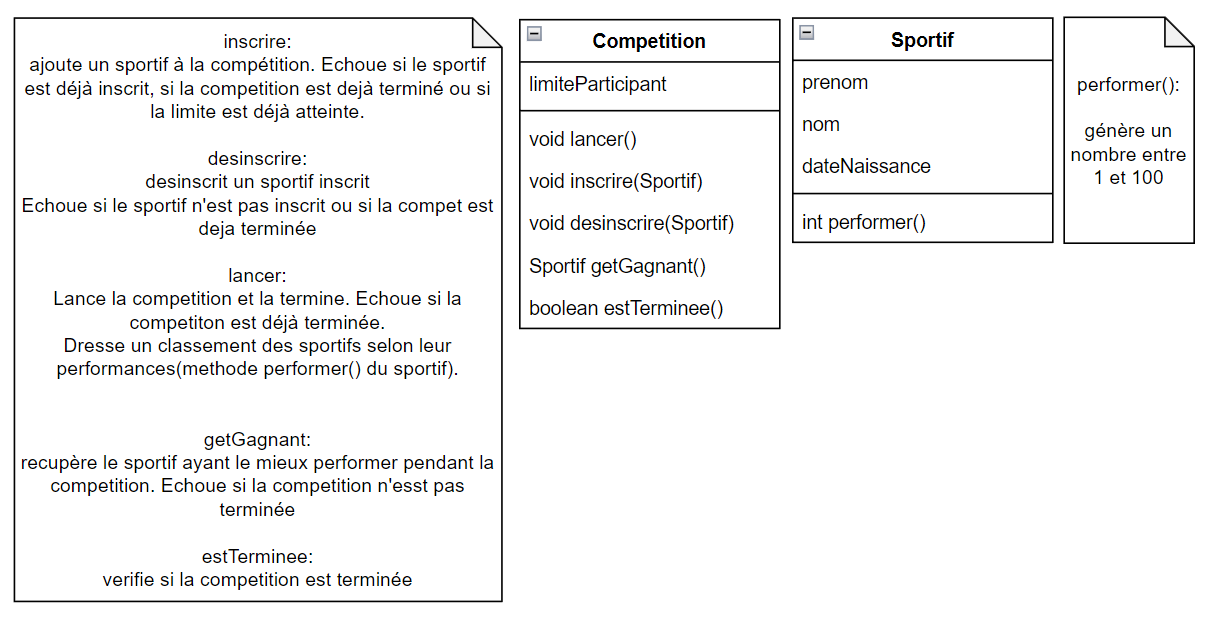 inscrire:
ajoute un sportif à la compétition. Echoue si le sportif
est déjà inscrit, si la competition est dejà terminé ou si
la limite est déjà atteinte.
desinscrire:
desinscrit un sportif inscrit
Echoue si le sportif n'est pas inscrit ou si la compet est
deja terminée
lancer:
Lance la competition et la termine. Echoue si la
competiton est déjà terminée.
Dresse un classement des sportifs selon leur
performances(methode performer() du sportif).
getGagnant:
recupère le sportif ayant le mieux performer pendant la
competition. Echoue si la competition n'esst pas
terminée
estTerminee:
verifie si la competition est terminée
Competition
limiteParticipant
void lancer()
void inscrire(Sportif)
void desinscrire(Sportif)
Sportif getGagnant()
boolean estTerminee()
Sportif
prenom
nom
dateNaissance
int performer()
performer():
génère un
nombre entre
1 et 100